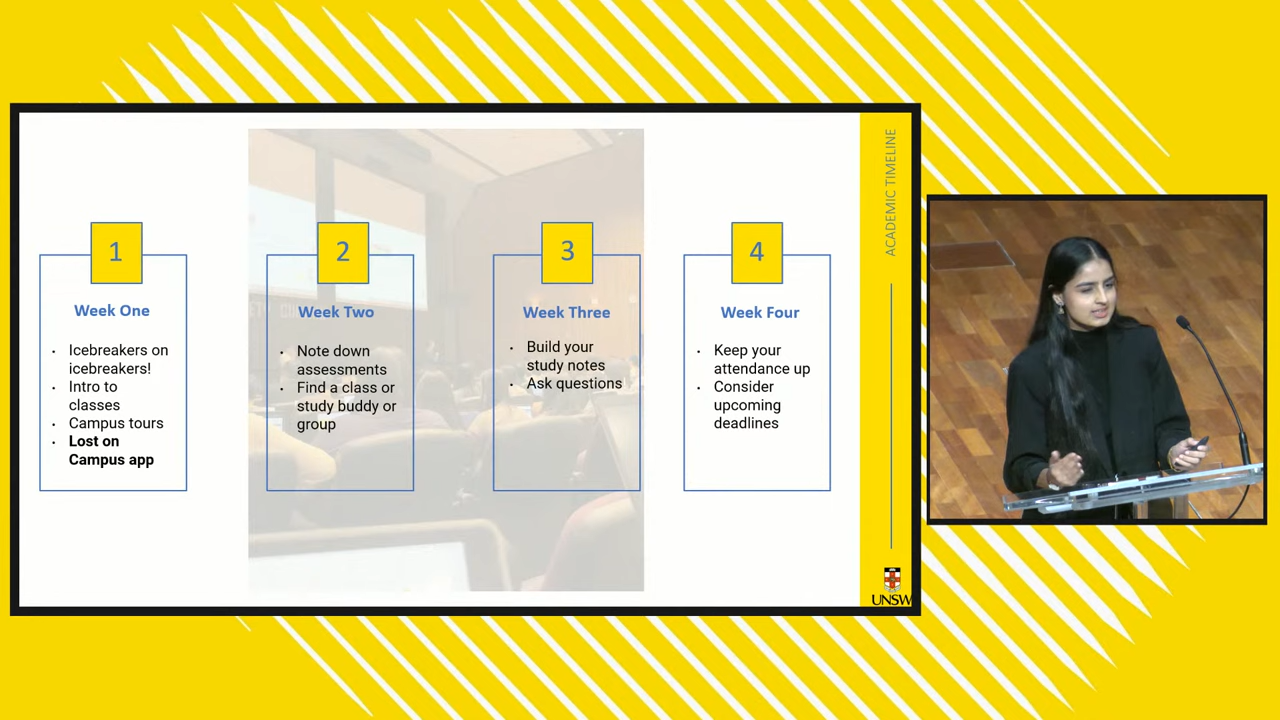 ACADEMIC TIMELINE
1
Week One
· Icebreakers on
icebreakers!
· Intro to
classes
· Campus tours
· Lost on
Campus app
2
Week Two
· Note down
assessments
· Find a class or
study buddy or
group
3
Week Three
· Build your
study notes
· Ask questions
4
Week Four
· Keep your
attendance up
· Consider
upcoming
deadlines
UNSW